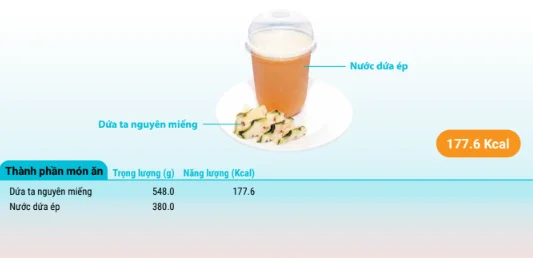 Nước dứa ép
Dứa ta nguyên miếng
177.6 Kcal
Thành phần món ăn Trọng lượng (g) Năng lượng (Kcal)
Dứa ta nguyên miếng 548.0 177.6
Nước dứa ép 380.0